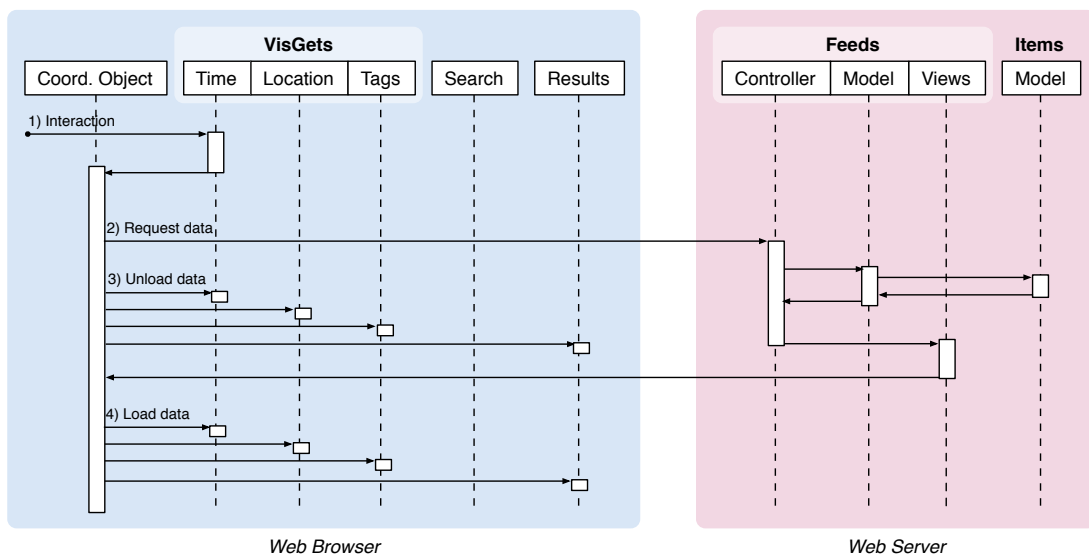 VisGets
Feeds
Items
Coord. Object
Time
Location
Tags
Search
Results
Controller
Model
Views
Model
1) Interaction
2) Request data
3) Unload data
4) Load data
Web Browser
Web Server